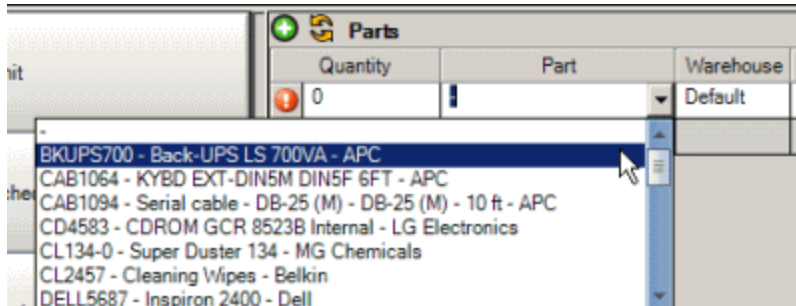 Parts
Quantity Part Warehouse
nit
0 - Default
-
BKUPS700 - Back-UPS LS 700VA - APC
CAB1064 - KYBD EXT-DIN5M DIN5F 6FT - APC
CAB1094 - Serial cable - DB-25 (M) - DB-25 (M) - 10 ft - APC
CD4583 - CDROM GCR 8523B Internal - LG Electronics
CL134-0 - Super Duster 134 - MG Chemicals
CL2457 - Cleaning Wipes - Belkin
DELL5687 - Inspiron 2400 - Dell